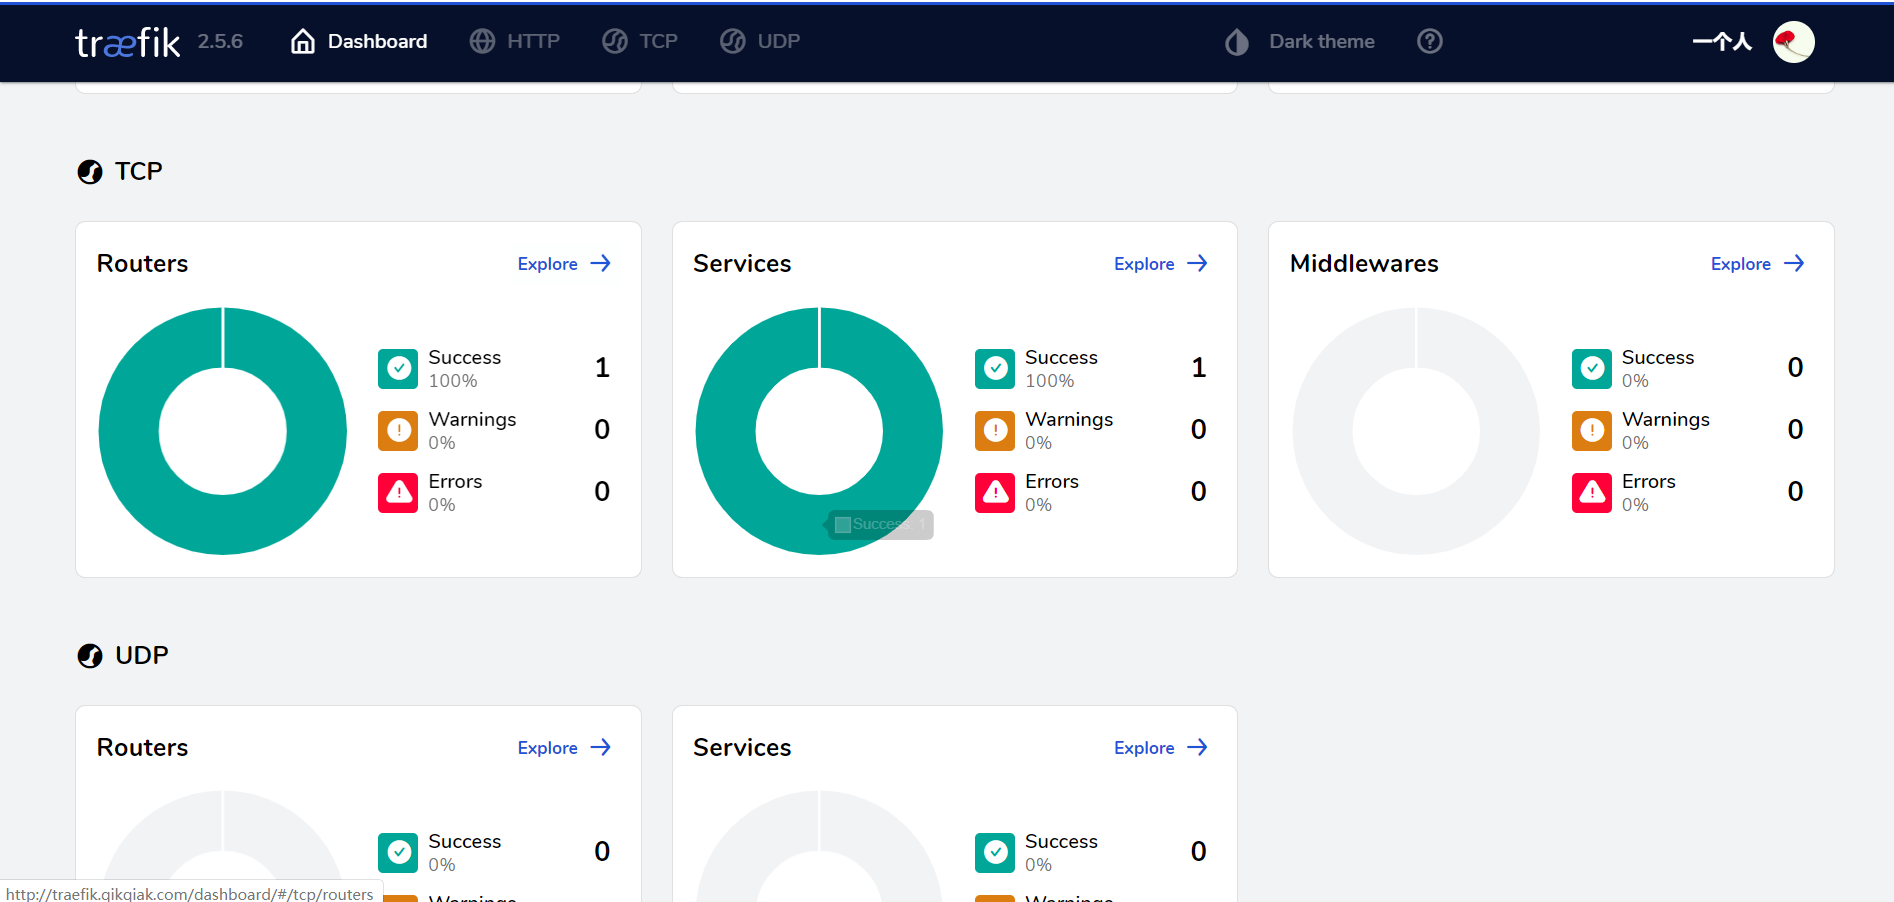 træfik 2.5.6 Dashboard HTTP TCP UDP Dark theme 一个人
TCP
Routers Explore
Success 1
100%
Warnings 0
0%
Errors 0
0%
Services Explore
Success 1
100%
Warnings 0
0%
Errors 0
0%
Success: 1
Middlewares Explore
Success 0
0%
Warnings 0
0%
Errors 0
0%
UDP
Routers Explore
Success 0
0%
Warnings
Services Explore
Success 0
0%
Warnings
http://traefik.qikqiak.com/dashboard/#/tcp/routers